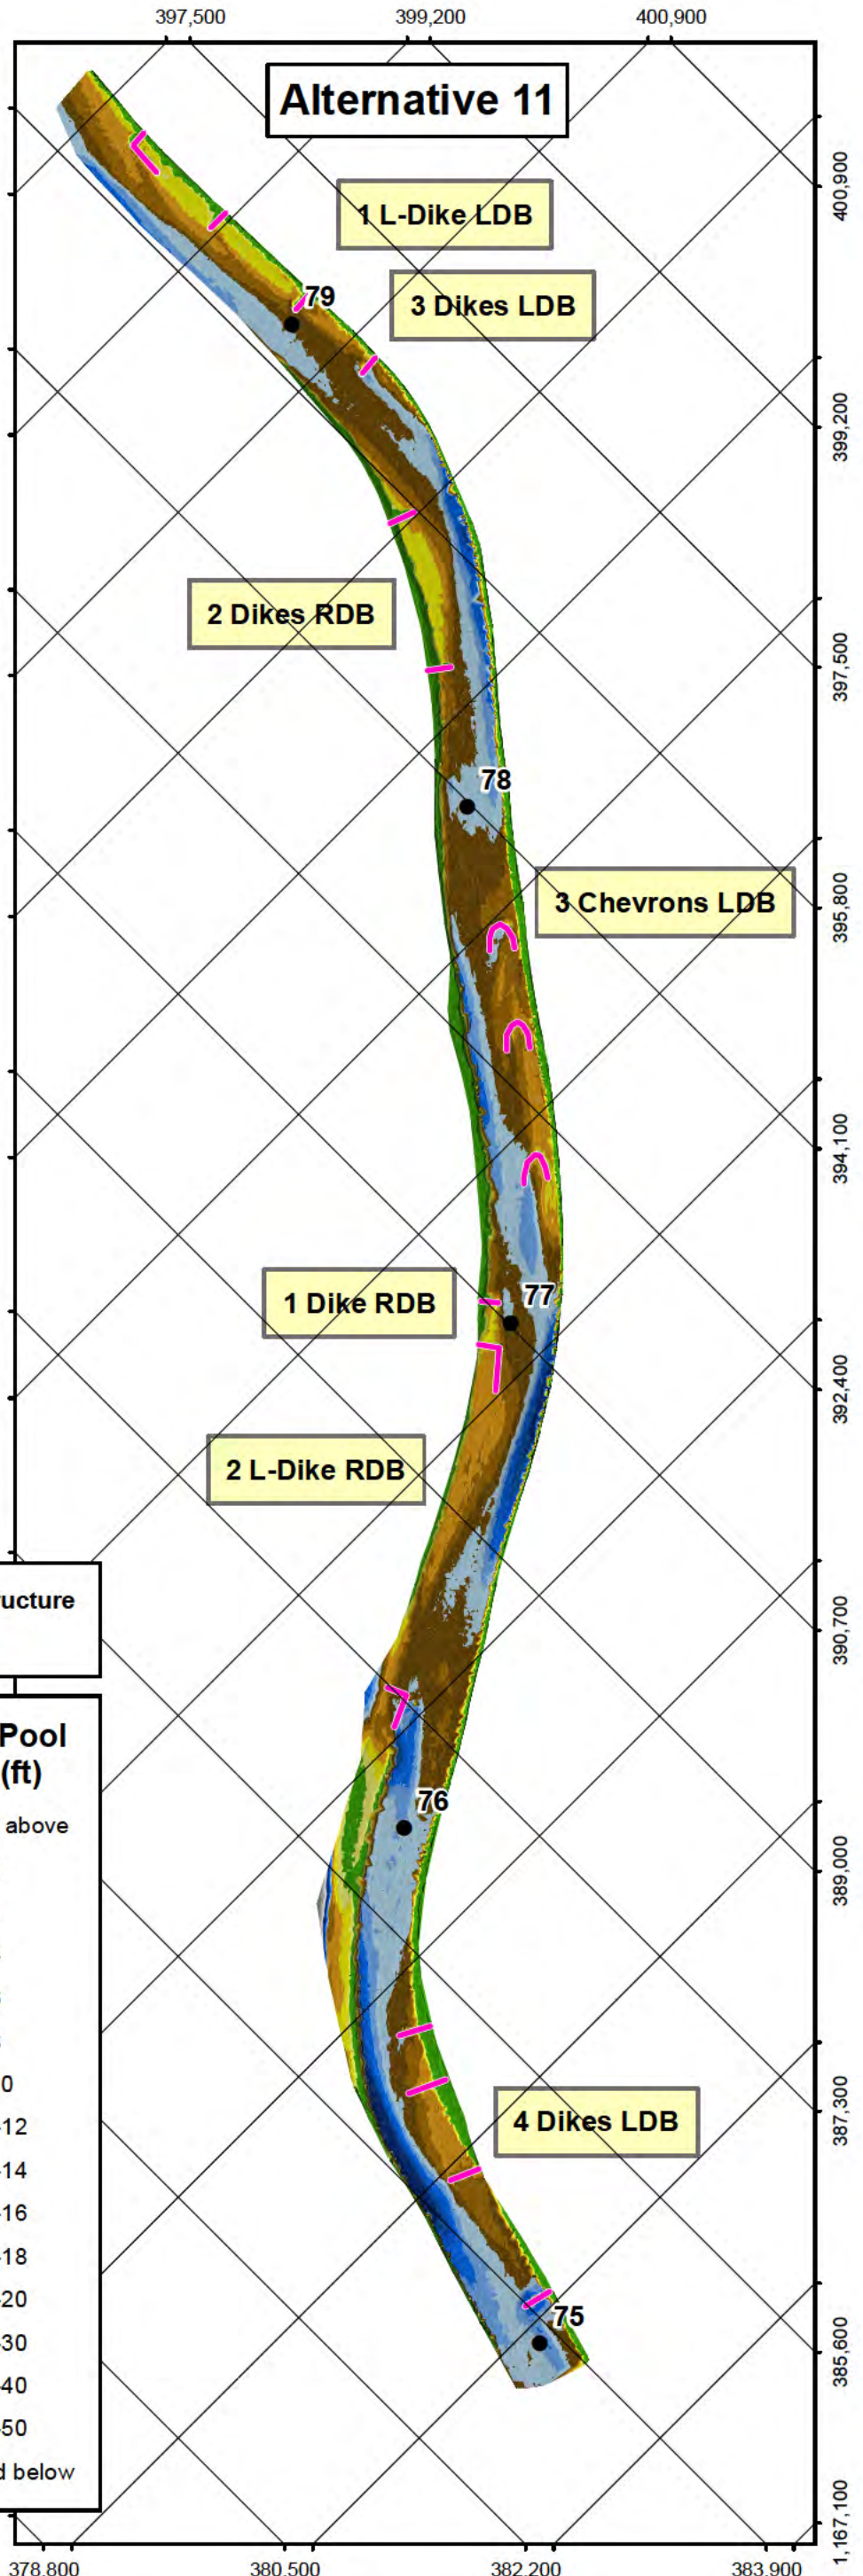 397,500
399,200
400,900
Alternative 11
400,900
1 L-Dike LDB
79
3 Dikes LDB
399,200
2 Dikes RDB
397,500
78
3 Chevrons LDB
395,800
394,100
1 Dike RDB
77
392,400
2 L-Dike RDB
ructure
390,700
Pool
(ft)
76
above
389,000
0
-12
4 Dikes LDB
387,300
-14
-16
-18
-20
75
-30
385,600
-40
-50
d below
1,167,100
378,800
380,500
382,200
383,900